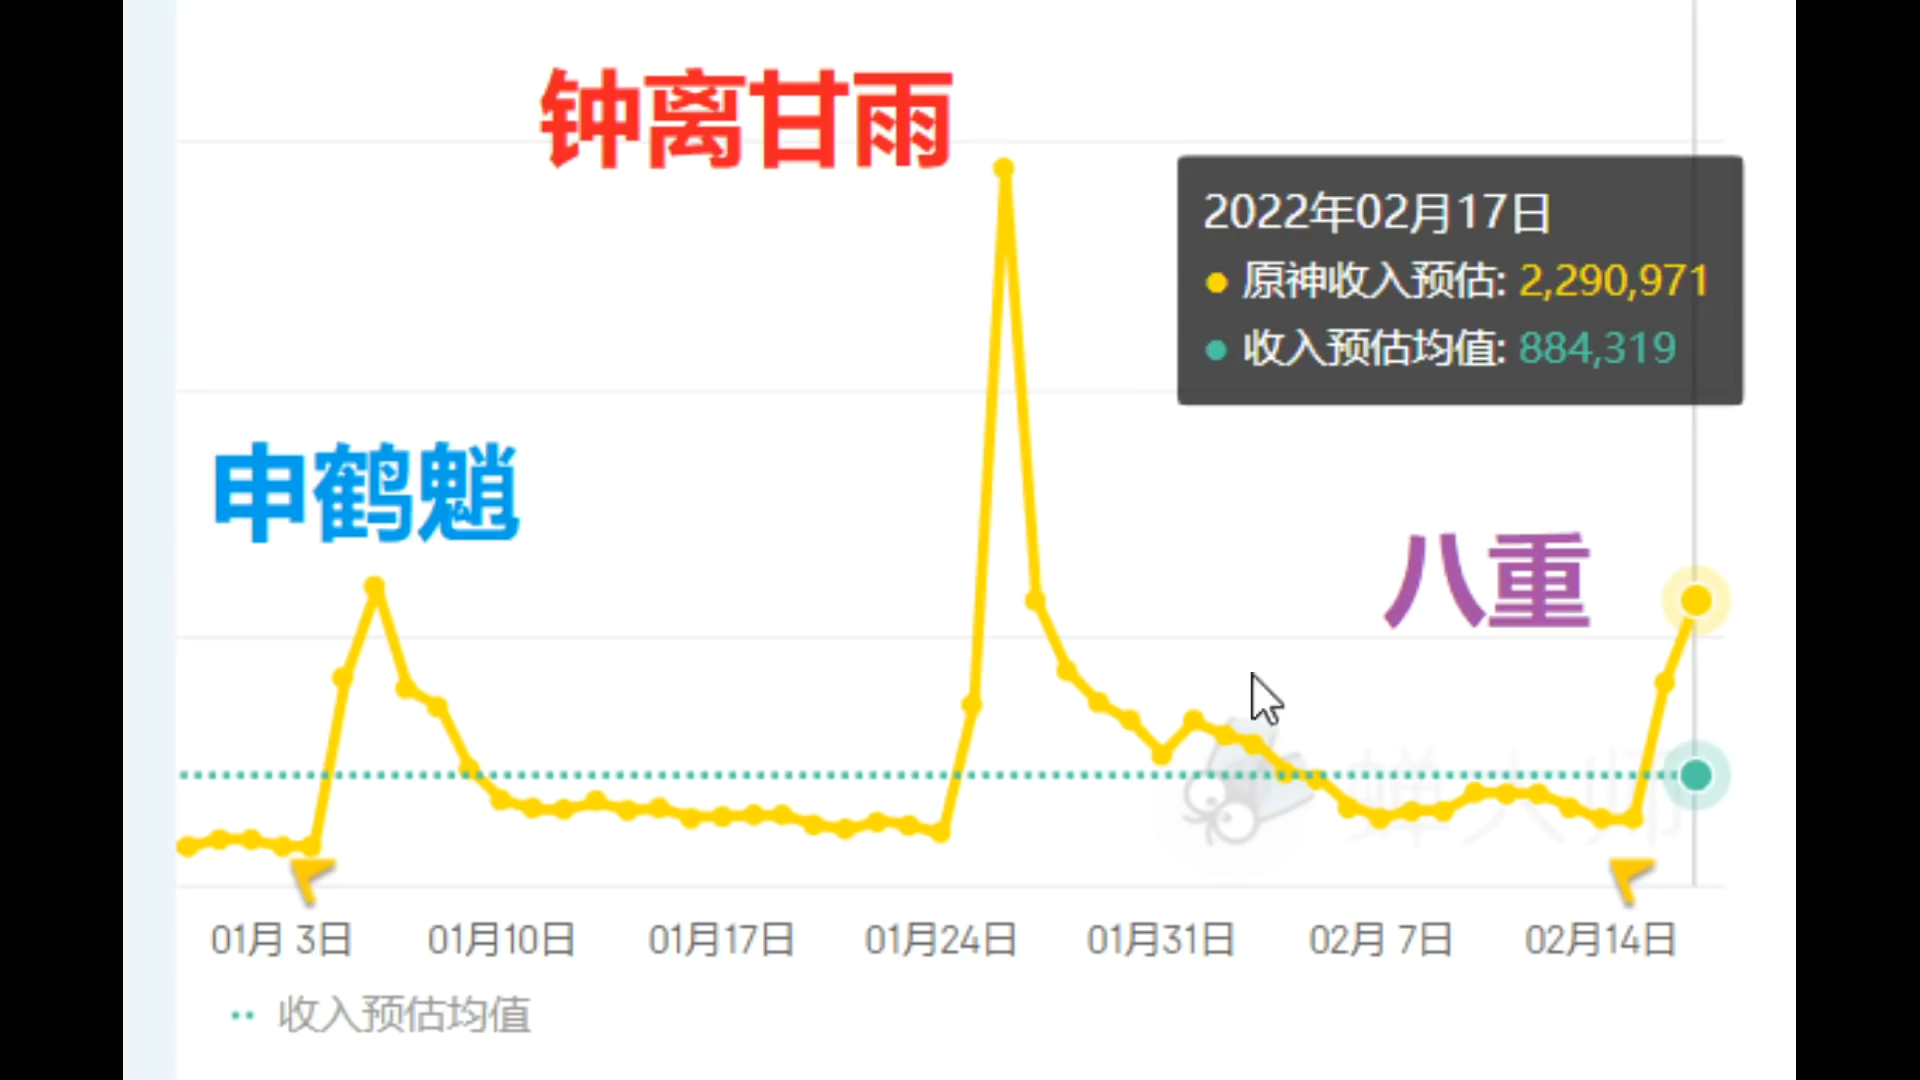 钟离甘雨
2022年02月17日
原神收入预估: 2,290,971
收入预估均值: 884,319
申鹤魈
八重
蝉大师
01月 3日 01月10日 01月17日 01月24日 01月31日 02月 7日 02月14日
收入预估均值